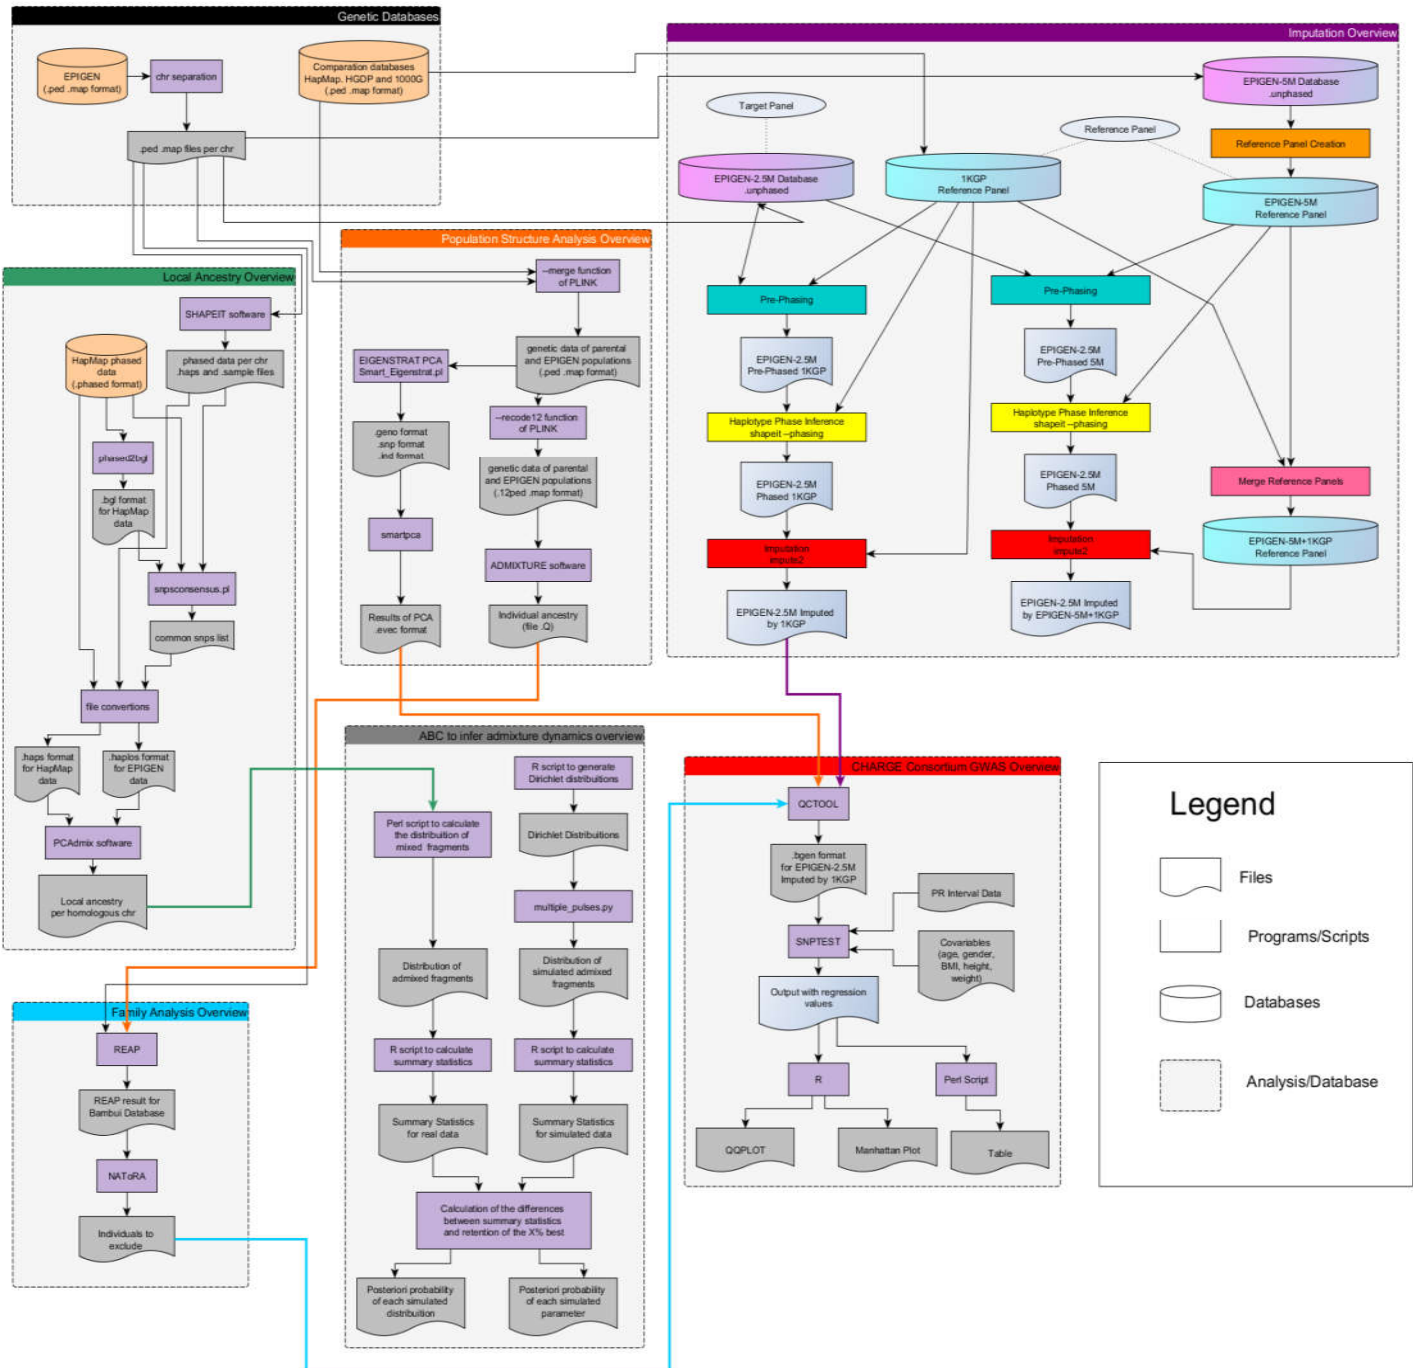 Genetic Databases
EPIGEN
(.ped .map format)
chr separation
Comparation databases
HapMap. HGDP and 1000G
(.ped .map format)
.ped .map files per chr
Imputation Overview
Target Panel
Reference Panel
EPIGEN-5M Database
.unphased
Reference Panel Creation
EPIGEN-2.5M Database
.unphased
1KGP
Reference Panel
EPIGEN-5M
Reference Panel
Pre-Phasing
Pre-Phasing
EPIGEN-2.5M
Pre-Phased 1KGP
EPIGEN-2.5M
Pre-Phased 5M
Haplotype Phase Inference
shapeit --phasing
Haplotype Phase Inference
shapeit --phasing
EPIGEN-2.5M
Phased 1KGP
EPIGEN-2.5M
Phased 5M
Merge Reference Panels
Imputation
impute2
Imputation
impute2
EPIGEN-5M+1KGP
Reference Panel
EPIGEN-2.5M Imputed
by 1KGP
EPIGEN-2.5M Imputed
by EPIGEN-5M+1KGP
Population Structure Analysis Overview
--merge function
of PLINK
EIGENSTRAT PCA
Smart_Eigenstrat.pl
genetic data of parental
and EPIGEN populations
(.ped .map format)
--recode12 function
of PLINK
.geno format
.snp format
.ind format
genetic data of parental
and EPIGEN populations
(.12ped .map format)
smartpca
ADMIXTURE software
Results of PCA
.evec format
Individual ancestry
(file .Q)
Local Ancestry Overview
SHAPEIT software
HapMap phased
data
(.phased format)
phased data per chr
.haps and .sample files
phased2bgl
.bgl format
for HapMap
data
snpsconsensus.pl
common snps list
file convertions
.haps format
for HapMap
data
.haplos format
for EPIGEN
data
PCAdmix software
Local ancestry
per homologous chr
Family Analysis Overview
REAP
REAP result for
Bambui Database
NAToRA
Individuals to
exclude
ABC to infer admixture dynamics overview
R script to generate
Dirichlet distribuitions
Perl script to calculate
the distribuition of
mixed fragments
Dirichlet Distribuitions
multiple_pulses.py
Distribution of
admixed fragments
Distribution of
simulated admixed
fragments
R script to calculate
summary statistics
R script to calculate
summary statistics
Summary Statistics
for real data
Summary Statistics
for simulated data
Calculation of the differences
between summary statistics
and retention of the X% best
Posteriori probability
of each simulated
distribuition
Posteriori probability
of each simulated
parameter
CHARGE Consortium GWAS Overview
QCTOOL
.bgen format
for EPIGEN-2.5M
Imputed by 1KGP
PR Interval Data
SNPTEST
Covariables
(age, gender,
BMI, height,
weight)
Output with regression
values
R
Perl Script
QQPLOT
Manhattan Plot
Table
Legend
Files
Programs/Scripts
Databases
Analysis/Database